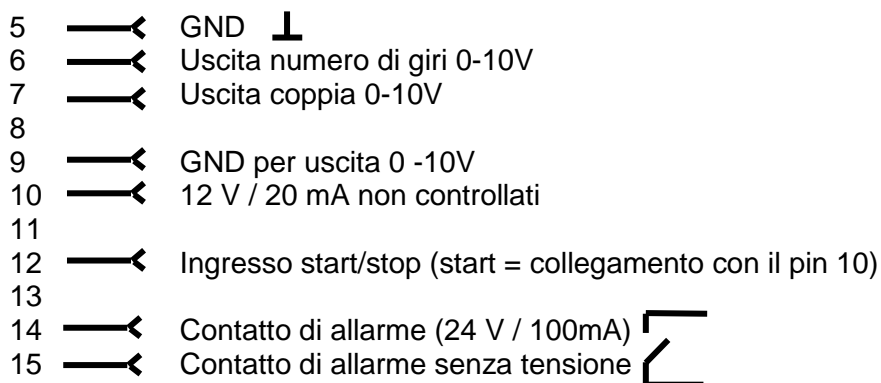 5 GND
6 Uscita numero di giri 0-10V
7 Uscita coppia 0-10V
8
9 GND per uscita 0 -10V
10 12 V / 20 mA non controllati
11
12 Ingresso start/stop (start = collegamento con il pin 10)
13
14 Contatto di allarme (24 V / 100mA)
15 Contatto di allarme senza tensione